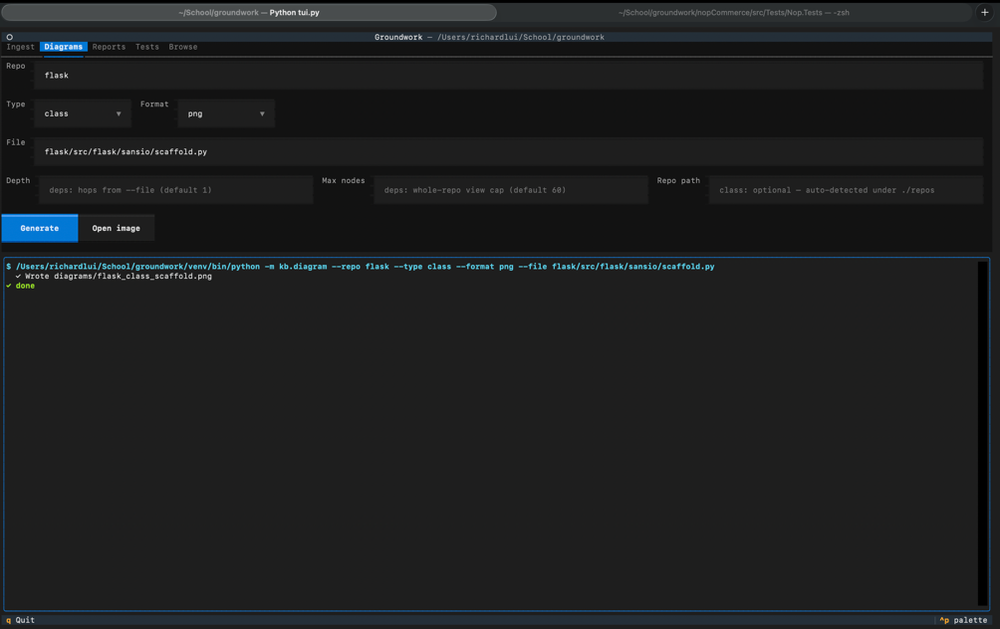 ~/School/groundwork — Python tui.py
~/School/groundwork/nopCommerce/src/Tests/Nop.Tests — -zsh
+
Groundwork — /Users/richardlui/School/groundwork
Ingest Diagrams Reports Tests Browse
Repo
flask
Type class ▼ Format png ▼
File
flask/src/flask/sansio/scaffold.py
Depth deps: hops from --file (default 1) Max nodes deps: whole-repo view cap (default 60) Repo path class: optional — auto-detected under ./repos
Generate Open image
$ /Users/richardlui/School/groundwork/venv/bin/python -m kb.diagram --repo flask --type class --format png --file flask/src/flask/sansio/scaffold.py
✓ Wrote diagrams/flask_class_scaffold.png
✓ done
q Quit ^p palette